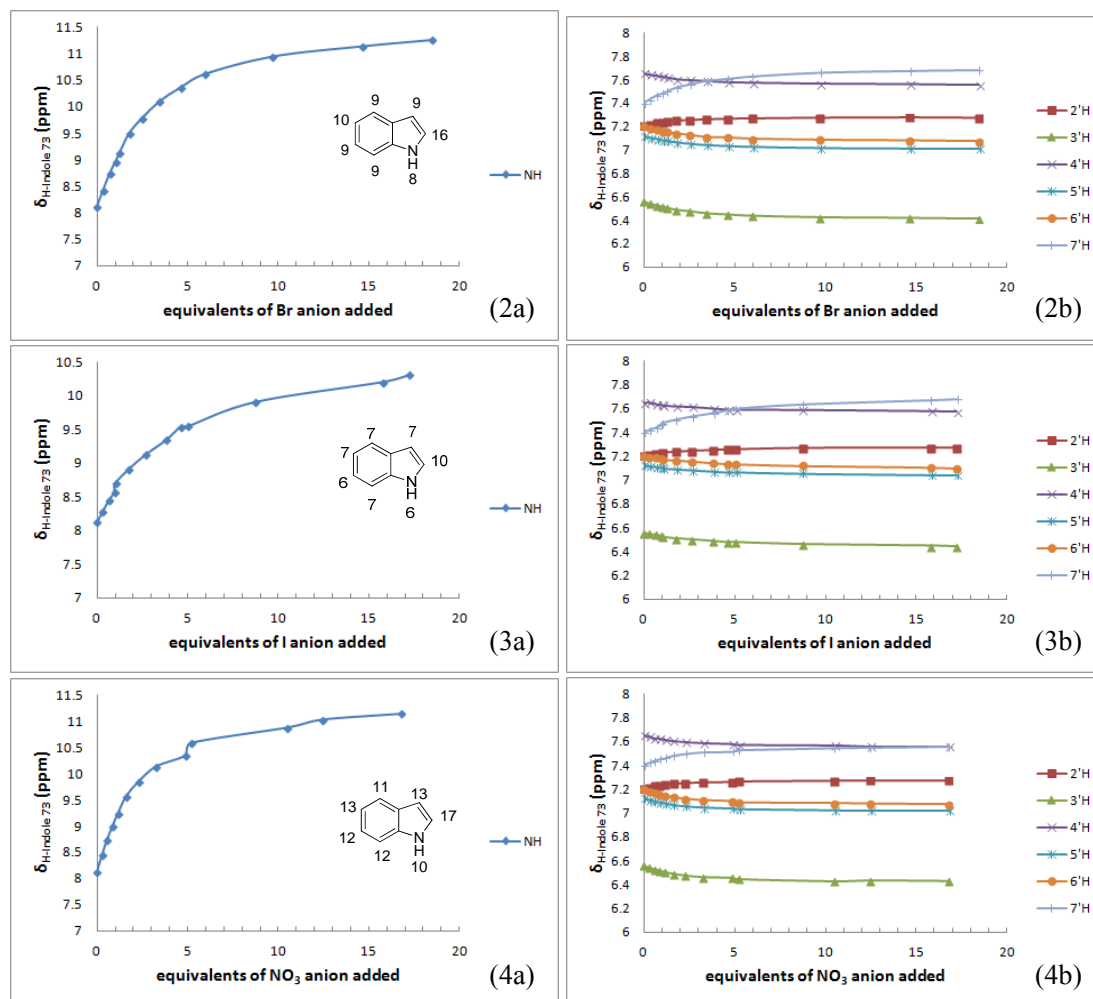 11.5
11
10.5
10
9.5
9
8.5
8
7.5
7
δH-Indole 73 (ppm)
0 5 10 15 20
equivalents of Br anion added
9 9
10 16
9 N
9 H
8
NH
(2a)
8
7.8
7.6
7.4
7.2
7
6.8
6.6
6.4
6.2
6
δH-Indole 73 (ppm)
0 5 10 15 20
equivalents of Br anion added
2'H
3'H
4'H
5'H
6'H
7'H
(2b)
10.5
10
9.5
9
8.5
8
7.5
7
δH-Indole 73 (ppm)
0 5 10 15 20
equivalents of I anion added
7 7
7 10
6 N
7 H
6
NH
(3a)
8
7.8
7.6
7.4
7.2
7
6.8
6.6
6.4
6.2
6
δH-Indole 73 (ppm)
0 5 10 15 20
equivalents of I anion added
2'H
3'H
4'H
5'H
6'H
7'H
(3b)
11.5
11
10.5
10
9.5
9
8.5
8
7.5
7
δH-Indole 73 (ppm)
0 5 10 15 20
equivalents of NO3 anion added
11 13
13 17
12 N
12 H
10
NH
(4a)
8
7.8
7.6
7.4
7.2
7
6.8
6.6
6.4
6.2
6
δH-Indole 73 (ppm)
0 5 10 15 20
equivalents of NO3 anion added
2'H
3'H
4'H
5'H
6'H
7'H
(4b)